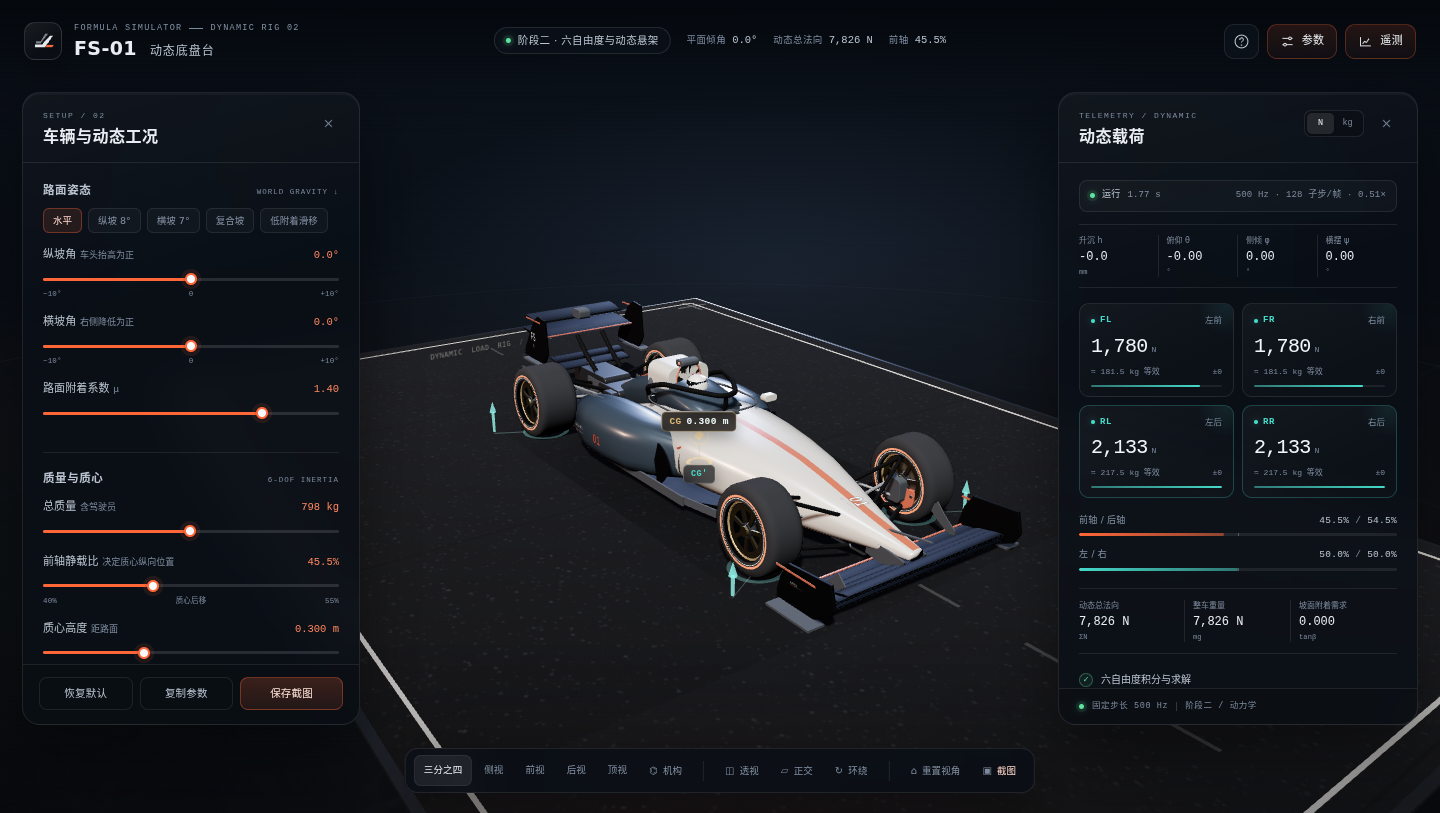 FORMULA SIMULATOR —— DYNAMIC RIG 02
FS-01 动态底盘台
阶段二 · 六自由度与动态悬架
平面倾角 0.0° 动态总法向 7,826 N 前轴 45.5%
参数
遥测
SETUP / 02
车辆与动态工况
×
路面姿态
WORLD GRAVITY ↓
水平 纵坡 8° 横坡 7° 复合坡 低附着滑移
纵坡角 车头抬高为正 0.0°
−10° 0 +10°
横坡角 右侧降低为正 0.0°
−10° 0 +10°
路面附着系数 μ 1.40
质量与质心
6-DOF INERTIA
总质量 含驾驶员 798 kg
前轴静载比 决定质心纵向位置 45.5%
40% 质心后移 55%
质心高度 距路面 0.300 m
恢复默认 复制参数 保存截图
DYNAMIC LOAD RIG /
01
CG 0.300 m
CG'
TELEMETRY / DYNAMIC
动态载荷
N kg
×
运行 1.77 s 500 Hz · 128 子步/帧 · 0.51×
升沉 h 俯仰 θ 侧倾 φ 横摆 ψ
-0.0 -0.00 0.00 0.00
mm ° ° °
FL 左前
1,780 N
≈ 181.5 kg 等效 ±0
FR 右前
1,780 N
≈ 181.5 kg 等效 ±0
RL 左后
2,133 N
≈ 217.5 kg 等效 ±0
RR 右后
2,133 N
≈ 217.5 kg 等效 ±0
前轴 / 后轴 45.5% / 54.5%
左 / 右 50.0% / 50.0%
动态总法向 整车重量 坡面附着需求
7,826 N 7,826 N 0.000
ΣN mg tanβ
六自由度积分与求解
固定步长 500 Hz | 阶段二 / 动力学
三分之四 侧视 前视 后视 顶视 机构 透视 正交 环绕 重置视角 截图